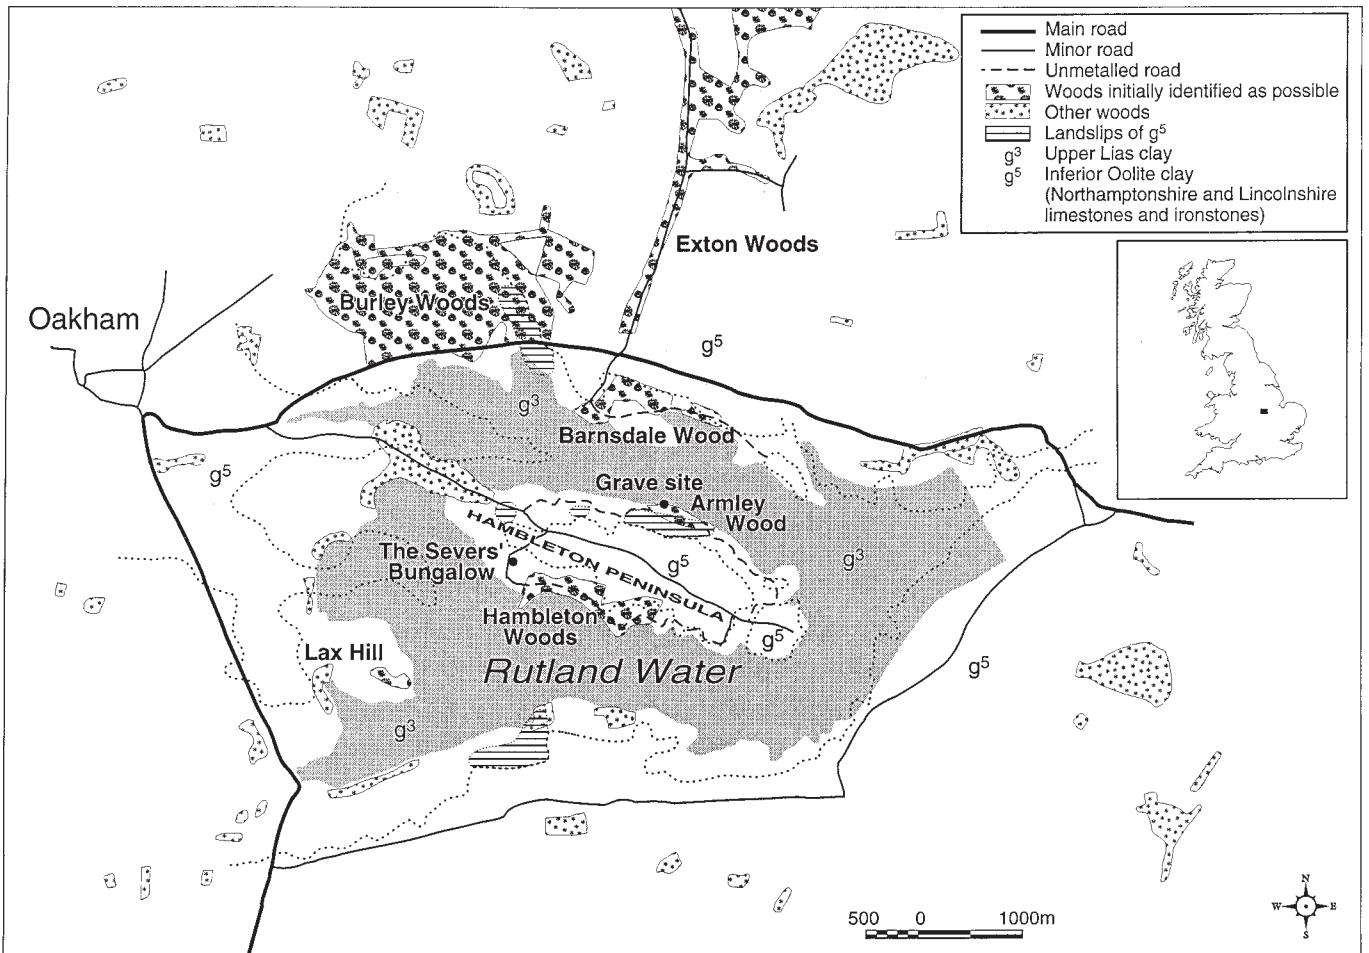 Main road
Minor road
Unmetalled road
Woods initially identified as possible
Other woods
Landslips of g⁵
g³ Upper Lias clay
g⁵ Inferior Oolite clay
(Northamptonshire and Lincolnshire
limestones and ironstones)
Exton Woods
Burley Woods
Oakham
g⁵
g³
Barnsdale Wood
g⁵
Grave site
Armley
Wood
HAMBLETON PENINSULA
The Severs'
Bungalow
g⁵
g³
Hambleton
Woods
g⁵
Lax Hill
Rutland Water
g⁵
g³
N
W E
S
500 0 1000m